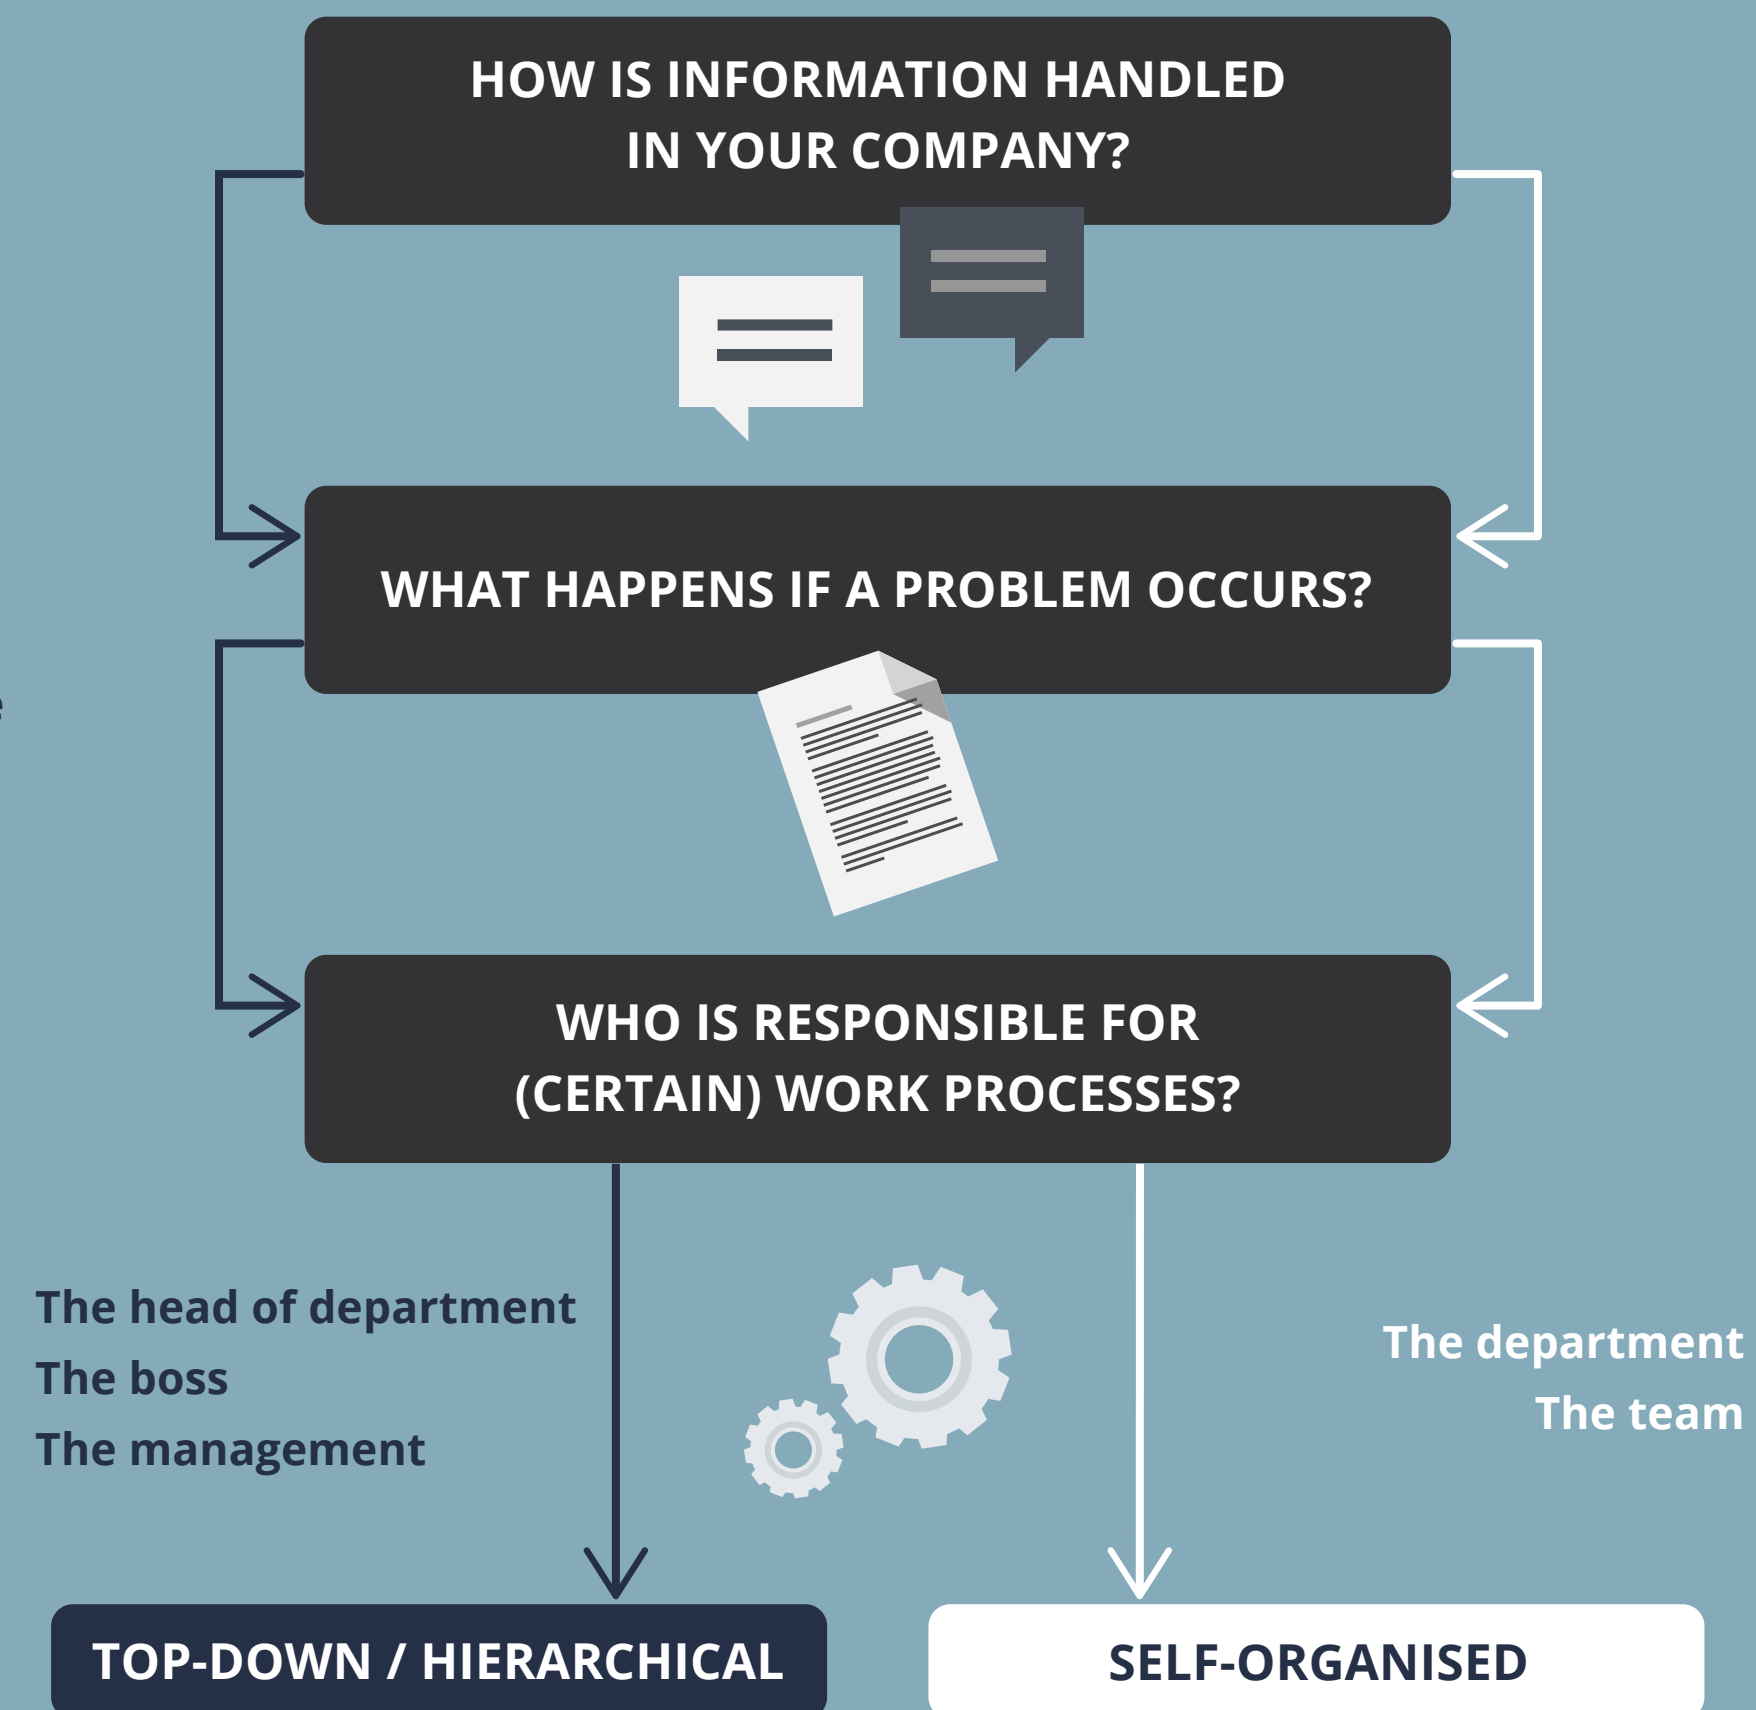 HOW IS INFORMATION HANDLED
IN YOUR COMPANY?
WHAT HAPPENS IF A PROBLEM OCCURS?
WHO IS RESPONSIBLE FOR
(CERTAIN) WORK PROCESSES?
The head of department
The boss
The management
The department
The team
TOP-DOWN / HIERARCHICAL
SELF-ORGANISED